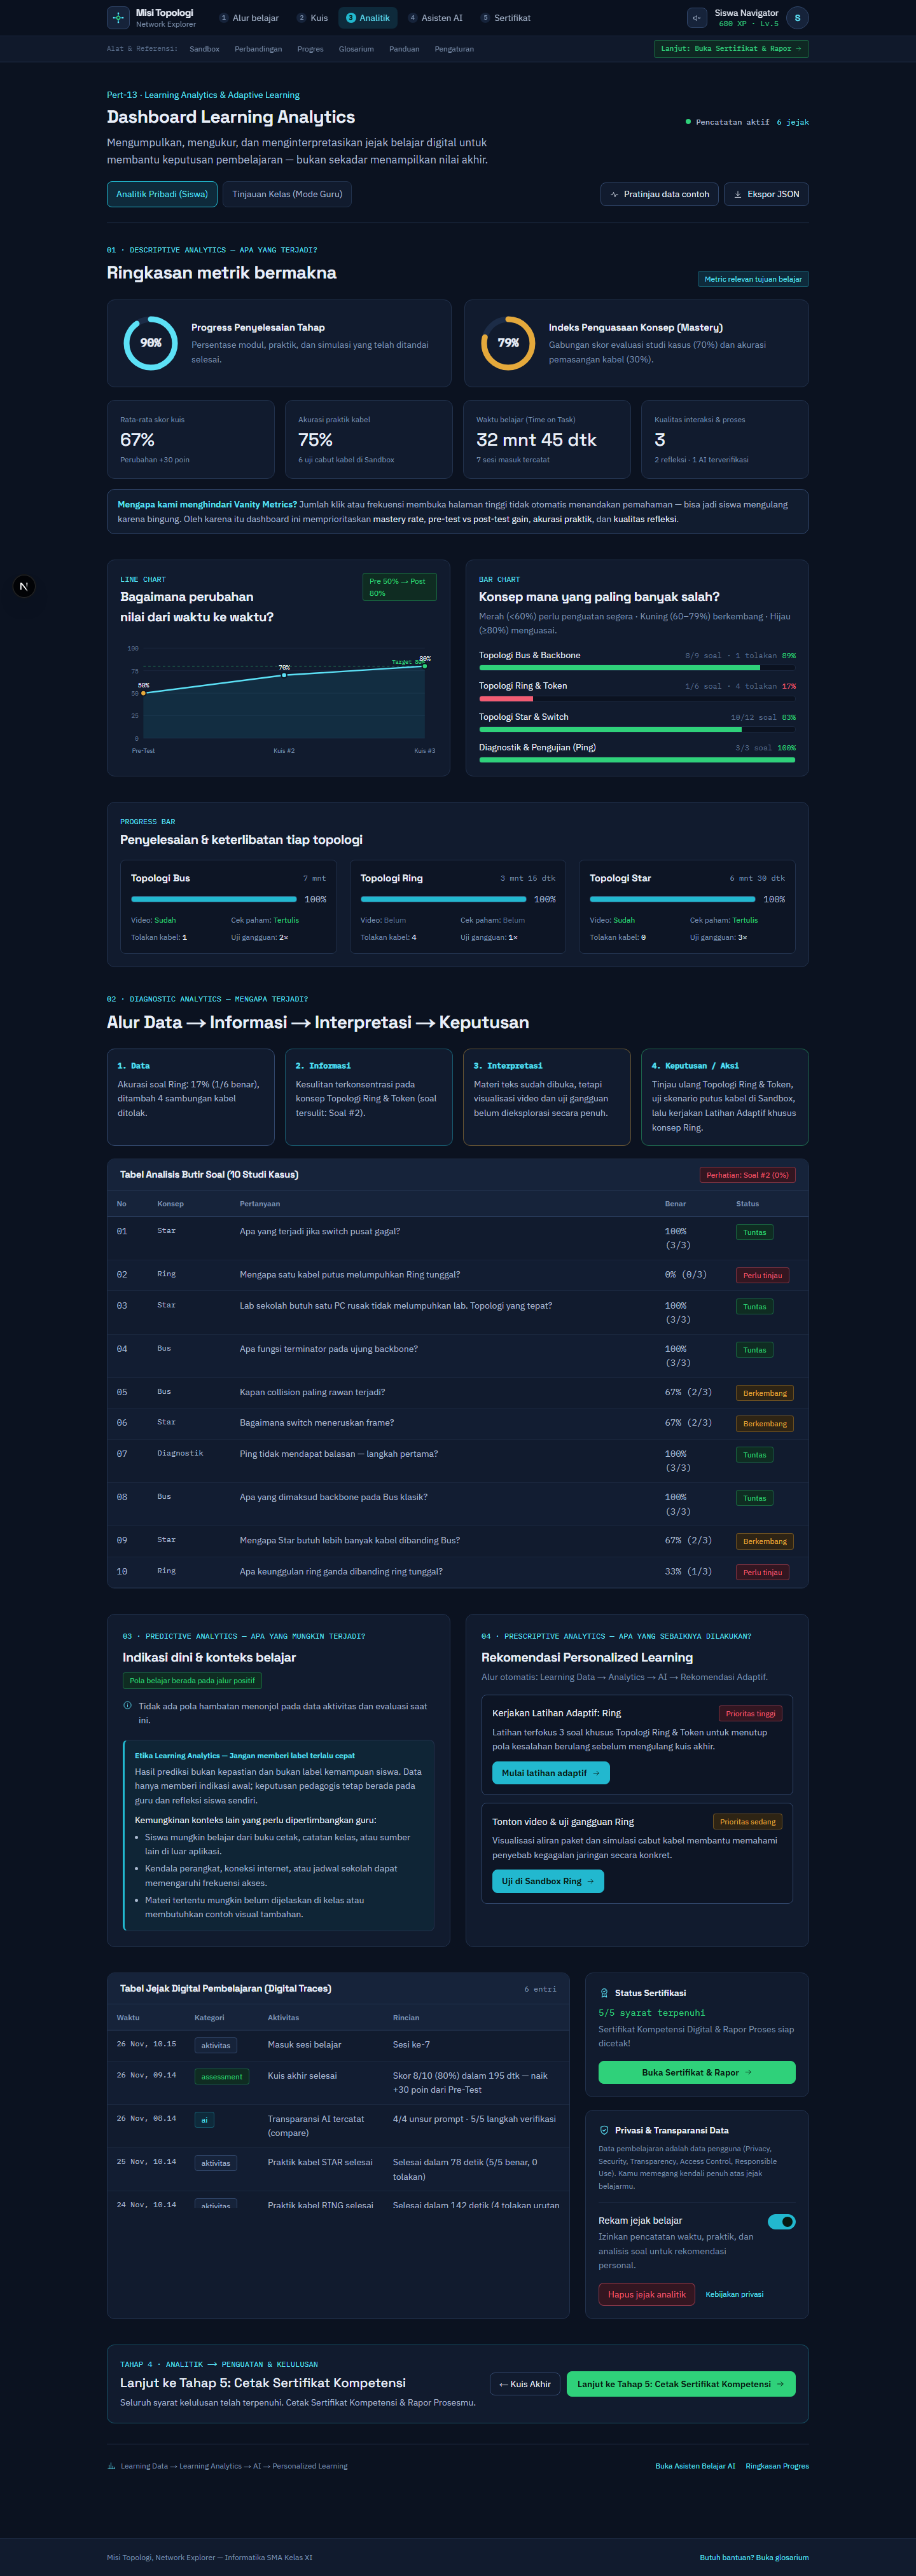 Misi Topologi
Network Explorer
1 Alur belajar
2 Kuis
3 Analitik
4 Asisten AI
5 Sertifikat
Siswa Navigator
680 XP · Lv.5
S
Alat & Referensi:
Sandbox
Perbandingan
Progres
Glosarium
Panduan
Pengaturan
Lanjut: Buka Sertifikat & Rapor →
Pert-13 · Learning Analytics & Adaptive Learning
Dashboard Learning Analytics
Pencatatan aktif 6 jejak
Mengumpulkan, mengukur, dan menginterpretasikan jejak belajar digital untuk
membantu keputusan pembelajaran — bukan sekadar menampilkan nilai akhir.
Analitik Pribadi (Siswa)
Tinjauan Kelas (Mode Guru)
Pratinjau data contoh
Ekspor JSON
01 · DESCRIPTIVE ANALYTICS — APA YANG TERJADI?
Ringkasan metrik bermakna
Metric relevan tujuan belajar
90%
Progress Penyelesaian Tahap
Persentase modul, praktik, dan simulasi yang telah ditandai
selesai.
79%
Indeks Penguasaan Konsep (Mastery)
Gabungan skor evaluasi studi kasus (70%) dan akurasi
pemasangan kabel (30%).
Rata-rata skor kuis
67%
Perubahan +30 poin
Akurasi praktik kabel
75%
6 uji cabut kabel di Sandbox
Waktu belajar (Time on Task)
32 mnt 45 dtk
7 sesi masuk tercatat
Kualitas interaksi & proses
3
2 refleksi · 1 AI terverifikasi
Mengapa kami menghindari Vanity Metrics? Jumlah klik atau frekuensi membuka halaman tinggi tidak otomatis menandakan pemahaman — bisa jadi siswa mengulang
karena bingung. Oleh karena itu dashboard ini memprioritaskan mastery rate, pre-test vs post-test gain, akurasi praktik, dan kualitas refleksi.
N
LINE CHART
Bagaimana perubahan
nilai dari waktu ke waktu?
Pre 50% → Post
80%
100
75
50
25
0
50%
70%
80%
Pre-Test
Kuis #2
Kuis #3
BAR CHART
Konsep mana yang paling banyak salah?
Merah (<60%) perlu penguatan segera · Kuning (60–79%) berkembang · Hijau
(≥80%) menguasai.
Topologi Bus & Backbone 8/9 soal · 1 tolakan 89%
Topologi Ring & Token 1/6 soal · 4 tolakan 17%
Topologi Star & Switch 10/12 soal 83%
Diagnostik & Pengujian (Ping) 3/3 soal 100%
PROGRESS BAR
Penyelesaian & keterlibatan tiap topologi
Topologi Bus 7 mnt
100%
Video: Sudah Cek paham: Tertulis
Tolakan kabel: 1 Uji gangguan: 2×
Topologi Ring 3 mnt 15 dtk
100%
Video: Belum Cek paham: Belum
Tolakan kabel: 4 Uji gangguan: 1×
Topologi Star 6 mnt 30 dtk
100%
Video: Sudah Cek paham: Tertulis
Tolakan kabel: 0 Uji gangguan: 3×
02 · DIAGNOSTIC ANALYTICS — MENGAPA TERJADI?
Alur Data → Informasi → Interpretasi → Keputusan
1. Data
Akurasi soal Ring: 17% (1/6 benar),
ditambah 4 sambungan kabel
ditolak.
2. Informasi
Kesulitan terkonsentrasi pada
konsep Topologi Ring & Token (soal
tersulit: Soal #2).
3. Interpretasi
Materi teks sudah dibuka, tetapi
visualisasi video dan uji gangguan
belum dieksplorasi secara penuh.
4. Keputusan / Aksi
Tinjau ulang Topologi Ring & Token,
uji skenario putus kabel di Sandbox,
lalu kerjakan Latihan Adaptif khusus
konsep Ring.
Tabel Analisis Butir Soal (10 Studi Kasus)
Perhatian: Soal #2 (0%)
No Konsep Pertanyaan Benar Status
01 Star Apa yang terjadi jika switch pusat gagal? 100% (3/3) Tuntas
02 Ring Mengapa satu kabel putus melumpuhkan Ring tunggal? 0% (0/3) Perlu tinjau
03 Star Lab sekolah butuh satu PC rusak tidak melumpuhkan lab. Topologi yang tepat? 100% (3/3) Tuntas
04 Bus Apa fungsi terminator pada ujung backbone? 100% (3/3) Tuntas
05 Bus Kapan collision paling rawan terjadi? 67% (2/3) Berkembang
06 Star Bagaimana switch meneruskan frame? 67% (2/3) Berkembang
07 Diagnostik Ping tidak mendapat balasan — langkah pertama? 100% (3/3) Tuntas
08 Bus Apa yang dimaksud backbone pada Bus klasik? 100% (3/3) Tuntas
09 Star Mengapa Star butuh lebih banyak kabel dibanding Bus? 67% (2/3) Berkembang
10 Ring Apa keunggulan ring ganda dibanding ring tunggal? 33% (1/3) Perlu tinjau
03 · PREDICTIVE ANALYTICS — APA YANG MUNGKIN TERJADI?
Indikasi dini & konteks belajar
Pola belajar berada pada jalur positif
Tidak ada pola hambatan menonjol pada data aktivitas dan evaluasi saat
ini.
Etika Learning Analytics — Jangan memberi label terlalu cepat
Hasil prediksi bukan kepastian dan bukan label kemampuan siswa. Data
hanya memberi indikasi awal; keputusan pedagogis tetap berada pada
guru dan refleksi siswa sendiri.
Kemungkinan konteks lain yang perlu dipertimbangkan guru:
• Siswa mungkin belajar dari buku cetak, catatan kelas, atau sumber
lain di luar aplikasi.
• Kendala perangkat, koneksi internet, atau jadwal sekolah dapat
memengaruhi frekuensi akses.
• Materi tertentu mungkin belum dijelaskan di kelas atau
membutuhkan contoh visual tambahan.
04 · PRESCRIPTIVE ANALYTICS — APA YANG SEBAIKNYA DILAKUKAN?
Rekomendasi Personalized Learning
Alur otomatis: Learning Data → Analytics → AI → Rekomendasi Adaptif.
Kerjakan Latihan Adaptif: Ring
Prioritas tinggi
Latihan terfokus 3 soal khusus Topologi Ring & Token untuk menutup
pola kesalahan berulang sebelum mengulang kuis akhir.
Mulai latihan adaptif →
Tonton video & uji gangguan Ring
Prioritas sedang
Visualisasi aliran paket dan simulasi cabut kabel membantu memahami
penyebab kegagalan jaringan secara konkret.
Uji di Sandbox Ring →
Tabel Jejak Digital Pembelajaran (Digital Traces)
6 entri
Waktu Kategori Aktivitas Rincian
26 Nov, 10.15 aktivitas Masuk sesi belajar Sesi ke-7
26 Nov, 09.14 assessment Kuis akhir selesai Skor 8/10 (80%) dalam 195 dtk — naik
+30 poin dari Pre-Test
26 Nov, 08.14 ai Transparansi AI tercatat (compare) 4/4 unsur prompt · 5/5 langkah verifikasi
25 Nov, 10.14 aktivitas Praktik kabel STAR selesai Selesai dalam 78 detik (5/5 benar, 0
tolakan)
24 Nov, 10.14 aktivitas Praktik kabel RING selesai Selesai dalam 142 detik (4 tolakan urutan
Status Sertifikasi
5/5 syarat terpenuhi
Sertifikat Kompetensi Digital & Rapor Proses siap
dicetak!
Buka Sertifikat & Rapor →
Privasi & Transparansi Data
Data pembelajaran adalah data pengguna (Privacy,
Security, Transparency, Access Control, Responsible
Use). Kamu memegang kendali penuh atas jejak
belajarmu.
Rekam jejak belajar
Izinkan pencatatan waktu, praktik, dan
analisis soal untuk rekomendasi
personal.
Hapus jejak analitik
Kebijakan privasi
TAHAP 4 · ANALITIK → PENGUATAN & KELULUSAN
Lanjut ke Tahap 5: Cetak Sertifikat Kompetensi
Seluruh syarat kelulusan telah terpenuhi. Cetak Sertifikat Kompetensi & Rapor Prosesmu.
← Kuis Akhir
Lanjut ke Tahap 5: Cetak Sertifikat Kompetensi →
Learning Data → Learning Analytics → AI → Personalized Learning
Buka Asisten Belajar AI
Ringkasan Progres
Misi Topologi, Network Explorer — Informatika SMA Kelas XI
Butuh bantuan? Buka glosarium